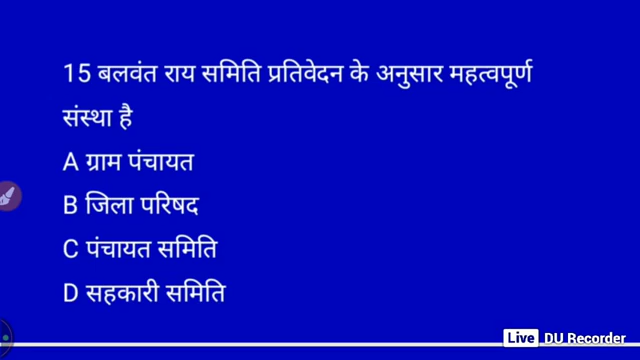 15 बलवंत राय समिति प्रतिवेदन के अनुसार महत्वपूर्ण
संस्था है
A ग्राम पंचायत
B जिला परिषद
C पंचायत समिति
D सहकारी समिति
Live DU Recorder